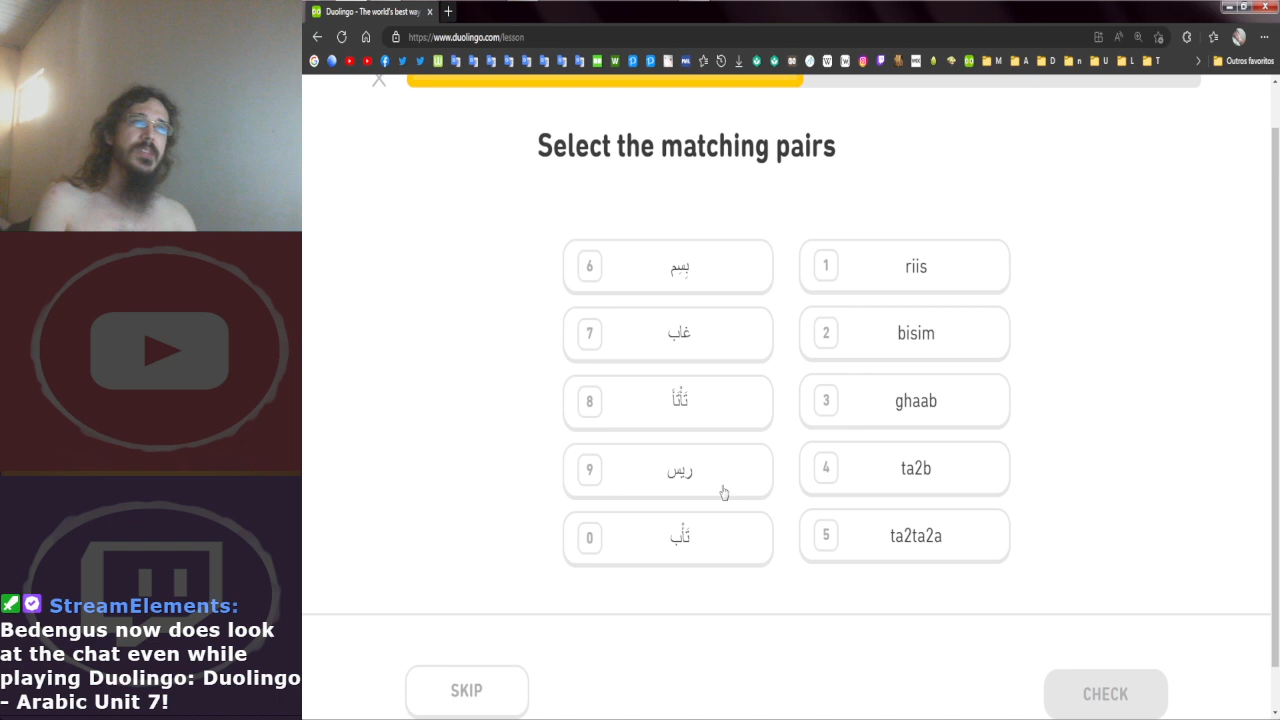 Duolingo - The world's best way
https://www.duolingo.com/lesson
M
A
D
n
U
L
T
Outros favoritos
X
Select the matching pairs
6 بِسِم
1 riis
7 غاب
2 bisim
8 تَأْتَأَ
3 ghaab
9 ريس
4 ta2b
0 تَأْب
5 ta2ta2a
SKIP
CHECK
StreamElements:
Bedengus now does look
at the chat even while
playing Duolingo: Duolingo
- Arabic Unit 7!